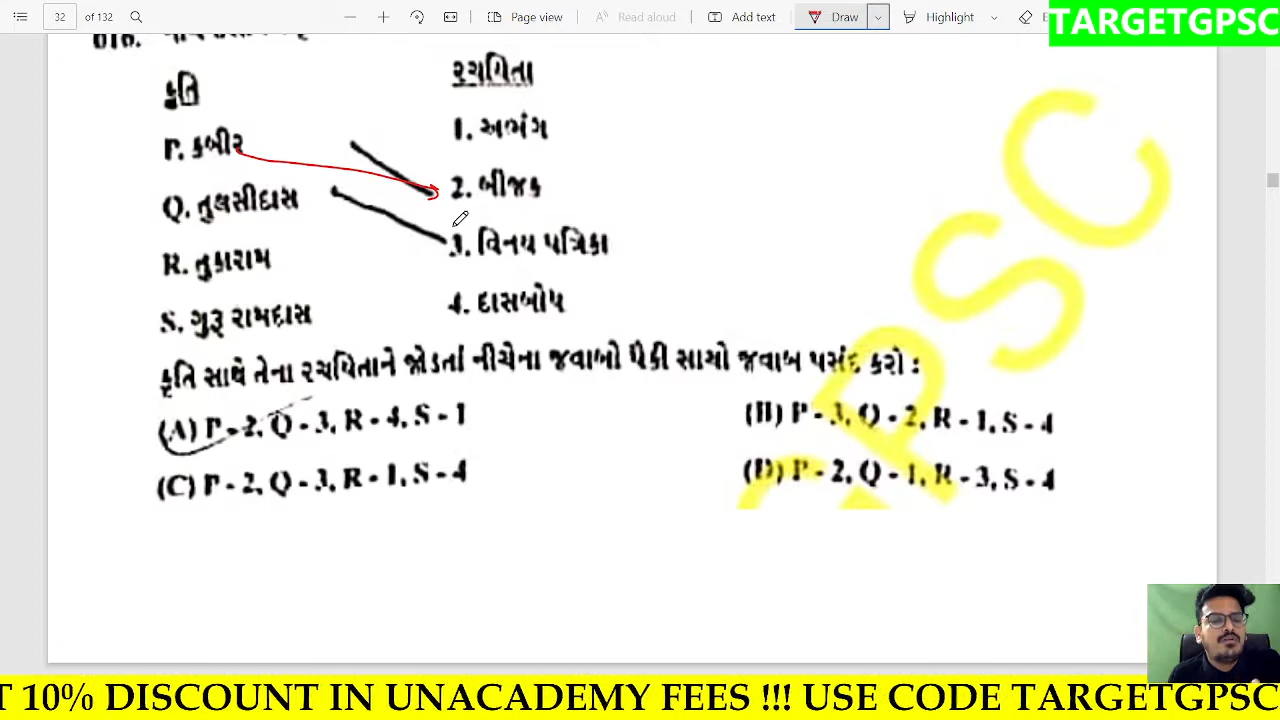 32 of 132 Page view Read aloud Add text Draw Highlight
TARGETGPSC
કૃતિ રચયિતા
P. કબીર 1. અભંગ
Q. તુલસીદાસ 2. બીજક
R. તુકારામ 3. વિનય પત્રિકા
S. ગુરૂ રામદાસ 4. દાસબોધ
કૃતિ સાથે તેના રચયિતાને જોડતાં નીચેના જવાબો પૈકી સાચો જવાબ પસંદ કરો :
(A) P - 2, Q - 3, R - 4, S - 1 (B) P - 3, Q - 2, R - 1, S - 4
(C) P - 2, Q - 3, R - 1, S - 4 (D) P - 2, Q - 1, R - 3, S - 4
GPSC
T 10% DISCOUNT IN UNACADEMY FEES !!! USE CODE TARGETGPSC